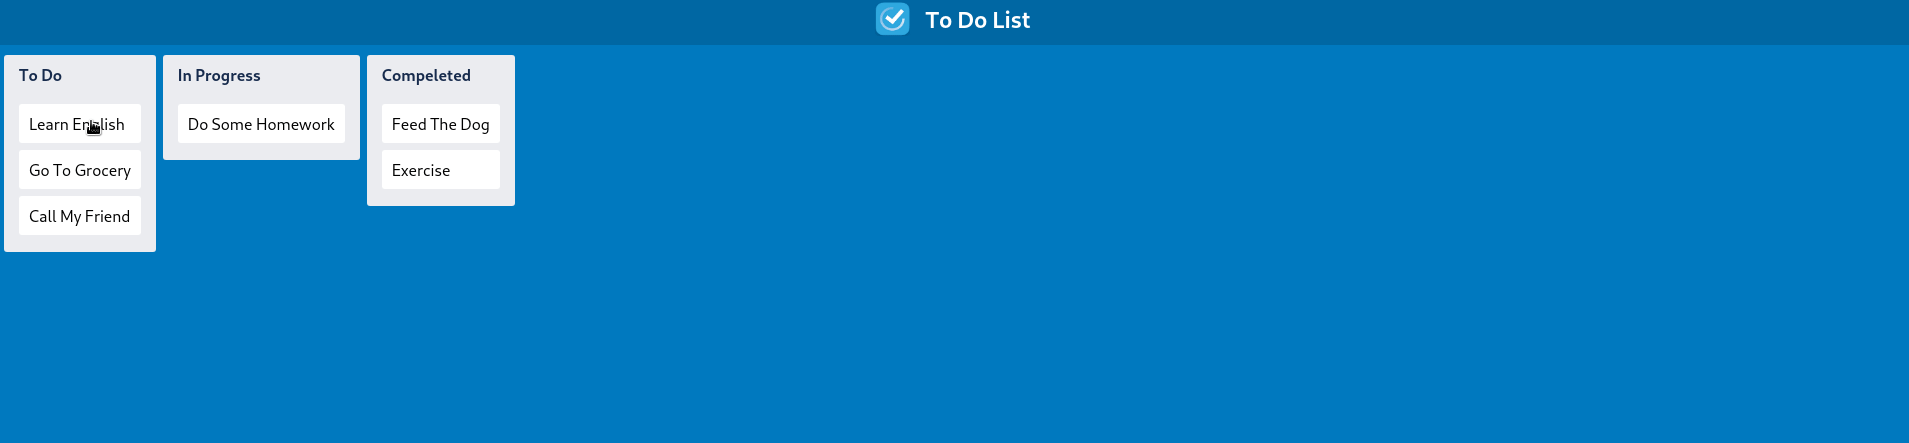 To Do List
To Do
Learn English
Go To Grocery
Call My Friend
In Progress
Do Some Homework
Compeleted
Feed The Dog
Exercise